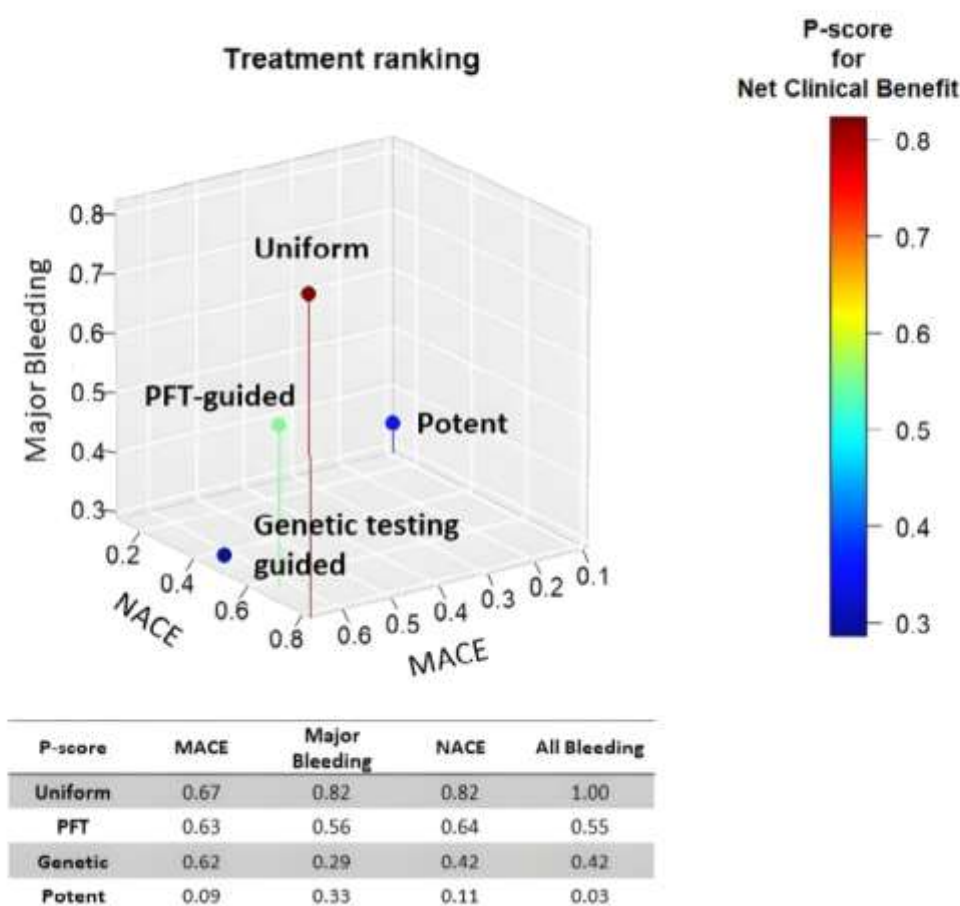 P-score
for
Net Clinical Benefit
Treatment ranking
0.8
0.7
0.6
0.5
0.4
0.3
Major Bleeding
Uniform
PFT-guided
Potent
Genetic testing
guided
0.2
0.4
0.6
0.8
NACE
0.6
0.5
0.4
0.3
0.2
0.1
MACE
0.8
0.7
0.6
0.5
0.4
0.3
P-score MACE Major Bleeding NACE All Bleeding
Uniform 0.67 0.82 0.82 1.00
PFT 0.63 0.56 0.64 0.55
Genetic 0.62 0.29 0.42 0.42
Potent 0.09 0.33 0.11 0.03